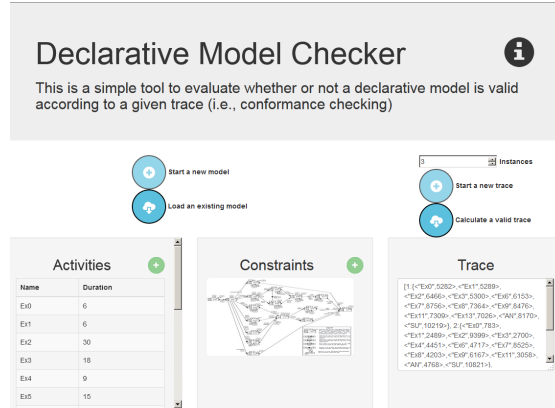 Declarative Model Checker
This is a simple tool to evaluate whether or not a declarative model is valid
according to a given trace (i.e., conformance checking)
Start a new model
Load an existing model
3
Instances
Start a new trace
Calculate a valid trace
Activities
Name Duration
Ex0 6
Ex1 6
Ex2 30
Ex3 18
Ex4 9
Ex5 15
Constraints
Trace
[1:{<"Ex0",5282>,<"Ex1",5289>,
<"Ex2",6466>,<"Ex3",5300>,<"Ex6",6153>,
<"Ex7",8756>,<"Ex8",7364>,<"Ex9",8476>,
<"Ex11",7309>,<"Ex13",7026>,<"AN",8170>,
<"SU",10219>}, 2:{<"Ex0",783>,
<"Ex1",2489>,<"Ex2",9399>,<"Ex3",2700>,
<"Ex4",4451>,<"Ex6",4717>,<"Ex7",8525>,
<"Ex8",4203>,<"Ex9",6167>,<"Ex11",3058>,
<"AN",4768>,<"SU",10821>},